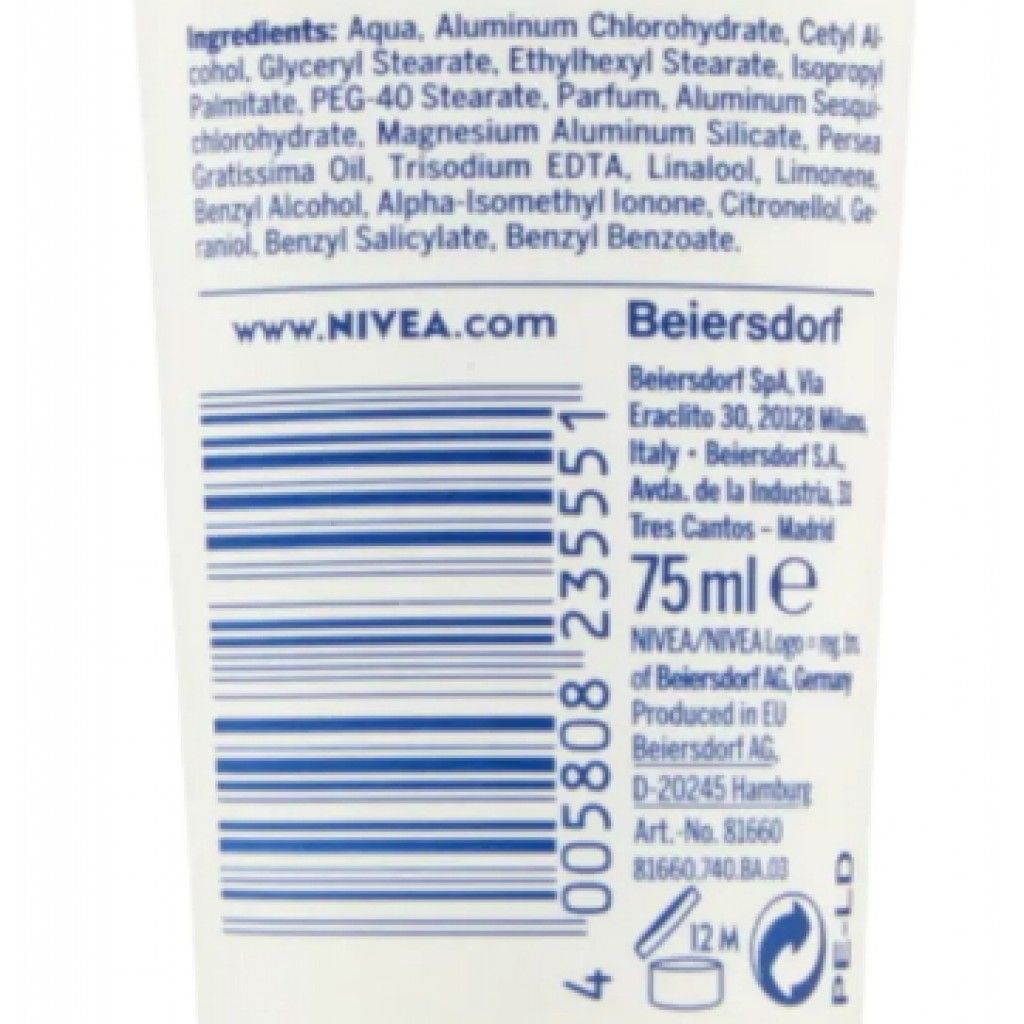 Ingredients: Aqua, Aluminum Chlorohydrate, Cetyl Al-
cohol, Glyceryl Stearate, Ethylhexyl Stearate, Isopropyl
Palmitate, PEG-40 Stearate, Parfum, Aluminum Sesqui-
chlorohydrate, Magnesium Aluminum Silicate, Persea
Gratissima Oil, Trisodium EDTA, Linalool, Limonene,
Benzyl Alcohol, Alpha-Isomethyl Ionone, Citronellol, Ge-
raniol, Benzyl Salicylate, Benzyl Benzoate.
www.NIVEA.com
Beiersdorf
Beiersdorf SpA, Via
Eraclito 30, 20128 Milano,
Italy • Beiersdorf S.A.,
Avda. de la Industria, 31
Tres Cantos - Madrid
75 ml e
NIVEA/NIVEA Logo = reg. tm.
of Beiersdorf AG, Germany
Produced in EU
Beiersdorf AG,
D-20245 Hamburg
Art.-No. 81660
81660.740.BA.03
12 M
PE-LD
4 005808 235551